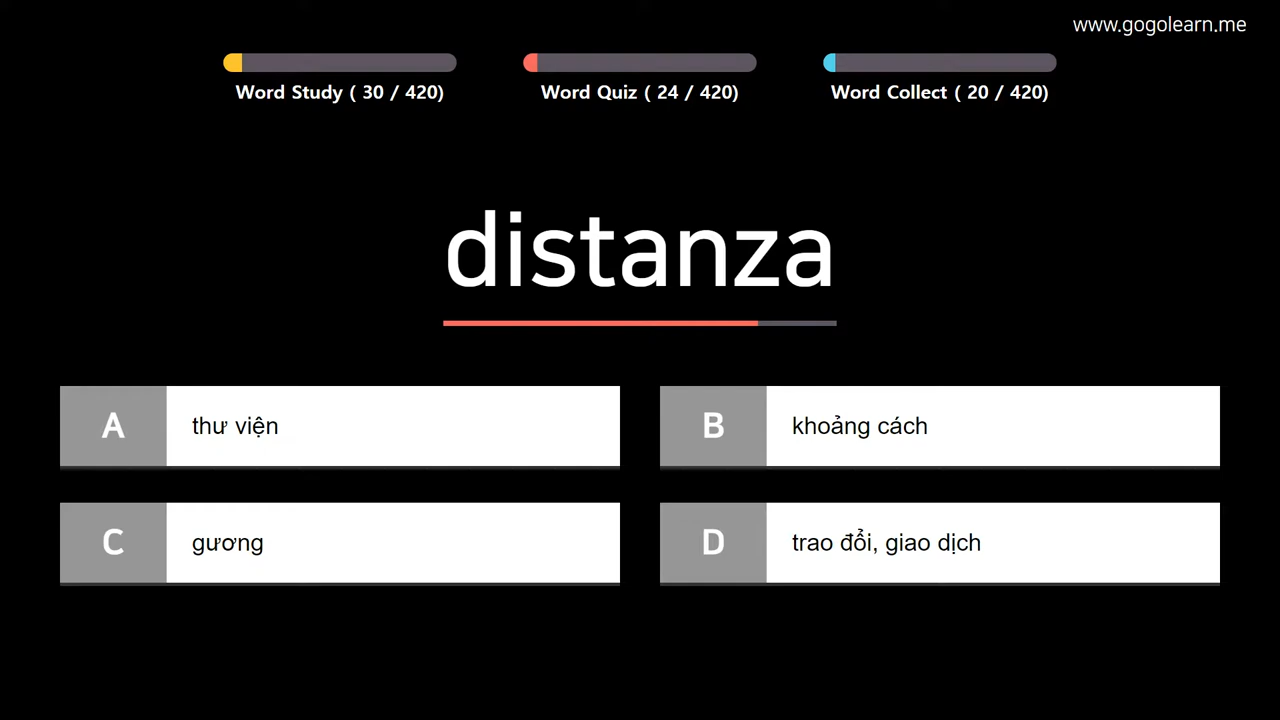 www.gogolearn.me
Word Study ( 30 / 420)
Word Quiz ( 24 / 420)
Word Collect ( 20 / 420)
distanza
A thư viện
B khoảng cách
C gương
D trao đổi, giao dịch